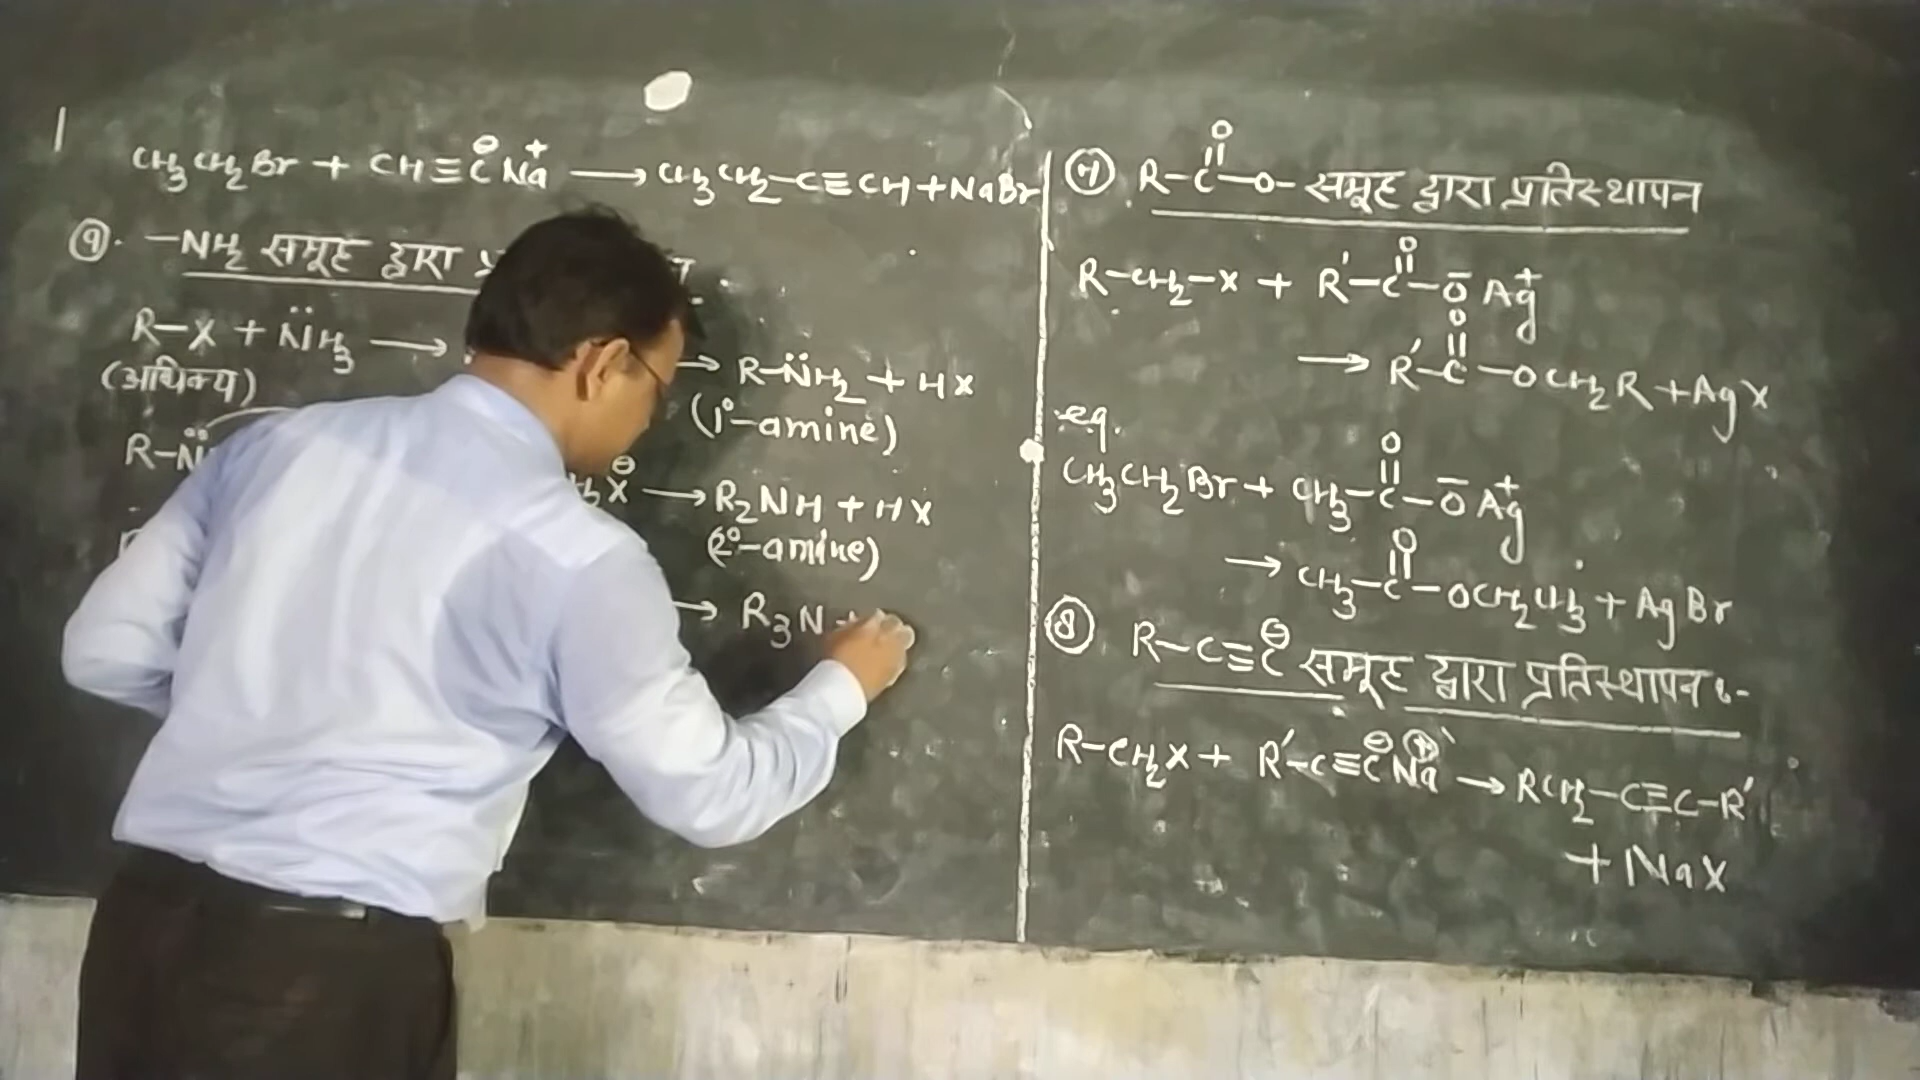 CH₃CH₂Br + CH≡C⊖ Na⁺ ⟶ CH₃CH₂–C≡CH + NaBr
⑨. –NH₂ समूह द्वारा
R–X + N̈H₃ ⟶ ⟶ R–N̈H₂ + HX
(आधिक्य) (1°–amine)
R–N̈ X⊖ ⟶ R₂NH + HX
(2°–amine)
⟶ R₃N +
⑦ R–C(=O)–O– समूह द्वारा प्रतिस्थापन
R–CH₂–X + R′–C(=O)–Ō Ag⁺
⟶ R′–C(=O)–OCH₂R + AgX
eg.
CH₃CH₂Br + CH₃–C(=O)–Ō Ag⁺
⟶ CH₃–C(=O)–OCH₂CH₃ + AgBr
⑧ R–C≡C⊖ समूह द्वारा प्रतिस्थापन :-
R–CH₂X + R′–C≡C⊖ Na⊕ ⟶ RCH₂–C≡C–R′
+ NaX